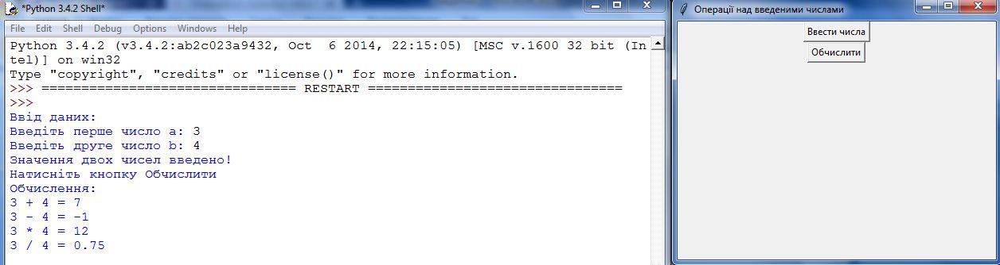 *Python 3.4.2 Shell*
File Edit Shell Debug Options Windows Help
Python 3.4.2 (v3.4.2:ab2c023a9432, Oct  6 2014, 22:15:05) [MSC v.1600 32 bit (In
tel)] on win32
Type "copyright", "credits" or "license()" for more information.
>>> ================================ RESTART ================================
>>>
Ввід даних:
Введіть перше число a: 3
Введіть друге число b: 4
Значення двох чисел введено!
Натисніть кнопку Обчислити
Обчислення:
3 + 4 = 7
3 - 4 = -1
3 * 4 = 12
3 / 4 = 0.75
Операції над введеними числами
Ввести числа
Обчислити